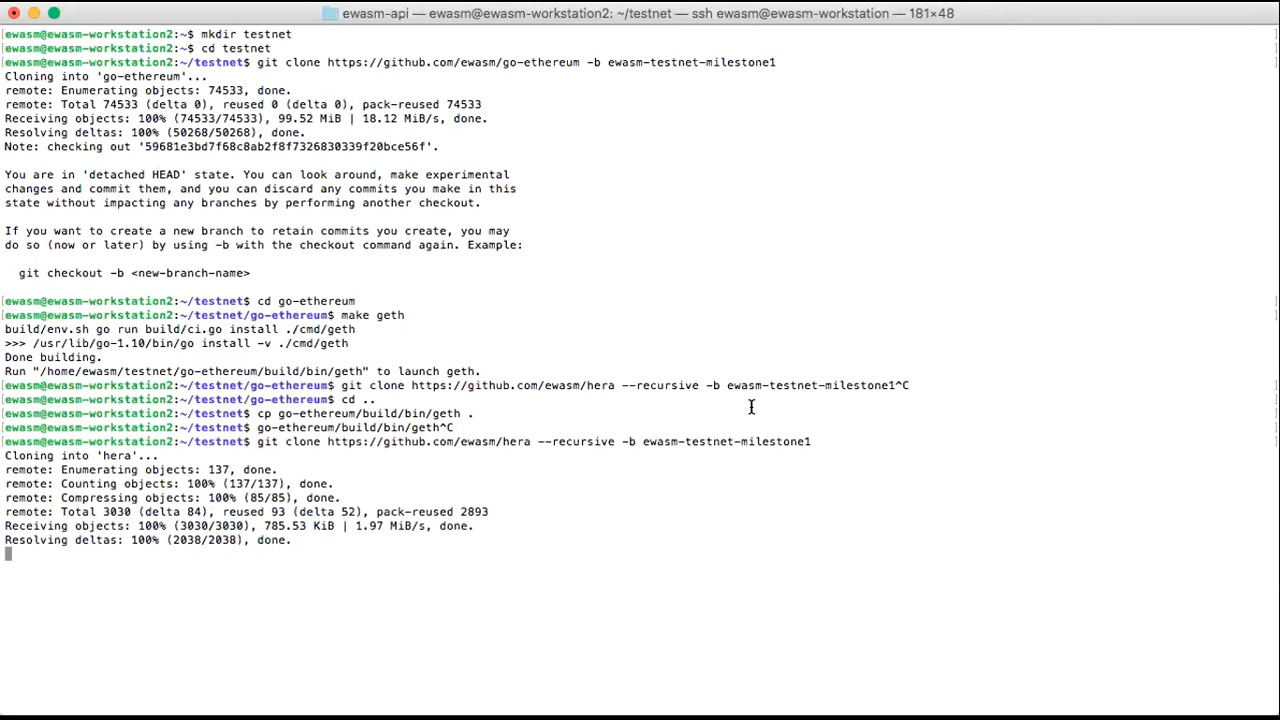 ewasm-api — ewasm@ewasm-workstation2: ~/testnet — ssh ewasm@ewasm-workstation — 181×48
[ewasm@ewasm-workstation2:~$ mkdir testnet ]
[ewasm@ewasm-workstation2:~$ cd testnet ]
[ewasm@ewasm-workstation2:~/testnet$ git clone https://github.com/ewasm/go-ethereum -b ewasm-testnet-milestone1 ]
Cloning into 'go-ethereum'...
remote: Enumerating objects: 74533, done.
remote: Total 74533 (delta 0), reused 0 (delta 0), pack-reused 74533
Receiving objects: 100% (74533/74533), 99.52 MiB | 18.12 MiB/s, done.
Resolving deltas: 100% (50268/50268), done.
Note: checking out '59681e3bd7f68c8ab2f8f7326830339f20bce56f'.
You are in 'detached HEAD' state. You can look around, make experimental
changes and commit them, and you can discard any commits you make in this
state without impacting any branches by performing another checkout.
If you want to create a new branch to retain commits you create, you may
do so (now or later) by using -b with the checkout command again. Example:
git checkout -b <new-branch-name>
[ewasm@ewasm-workstation2:~/testnet$ cd go-ethereum ]
[ewasm@ewasm-workstation2:~/testnet/go-ethereum$ make geth ]
build/env.sh go run build/ci.go install ./cmd/geth
>>> /usr/lib/go-1.10/bin/go install -v ./cmd/geth
Done building.
Run "/home/ewasm/testnet/go-ethereum/build/bin/geth" to launch geth.
[ewasm@ewasm-workstation2:~/testnet/go-ethereum$ git clone https://github.com/ewasm/hera --recursive -b ewasm-testnet-milestone1^C ]
[ewasm@ewasm-workstation2:~/testnet/go-ethereum$ cd .. ]
[ewasm@ewasm-workstation2:~/testnet$ cp go-ethereum/build/bin/geth . ]
[ewasm@ewasm-workstation2:~/testnet$ go-ethereum/build/bin/geth^C ]
[ewasm@ewasm-workstation2:~/testnet$ git clone https://github.com/ewasm/hera --recursive -b ewasm-testnet-milestone1 ]
Cloning into 'hera'...
remote: Enumerating objects: 137, done.
remote: Counting objects: 100% (137/137), done.
remote: Compressing objects: 100% (85/85), done.
remote: Total 3030 (delta 84), reused 93 (delta 52), pack-reused 2893
Receiving objects: 100% (3030/3030), 785.53 KiB | 1.97 MiB/s, done.
Resolving deltas: 100% (2038/2038), done.